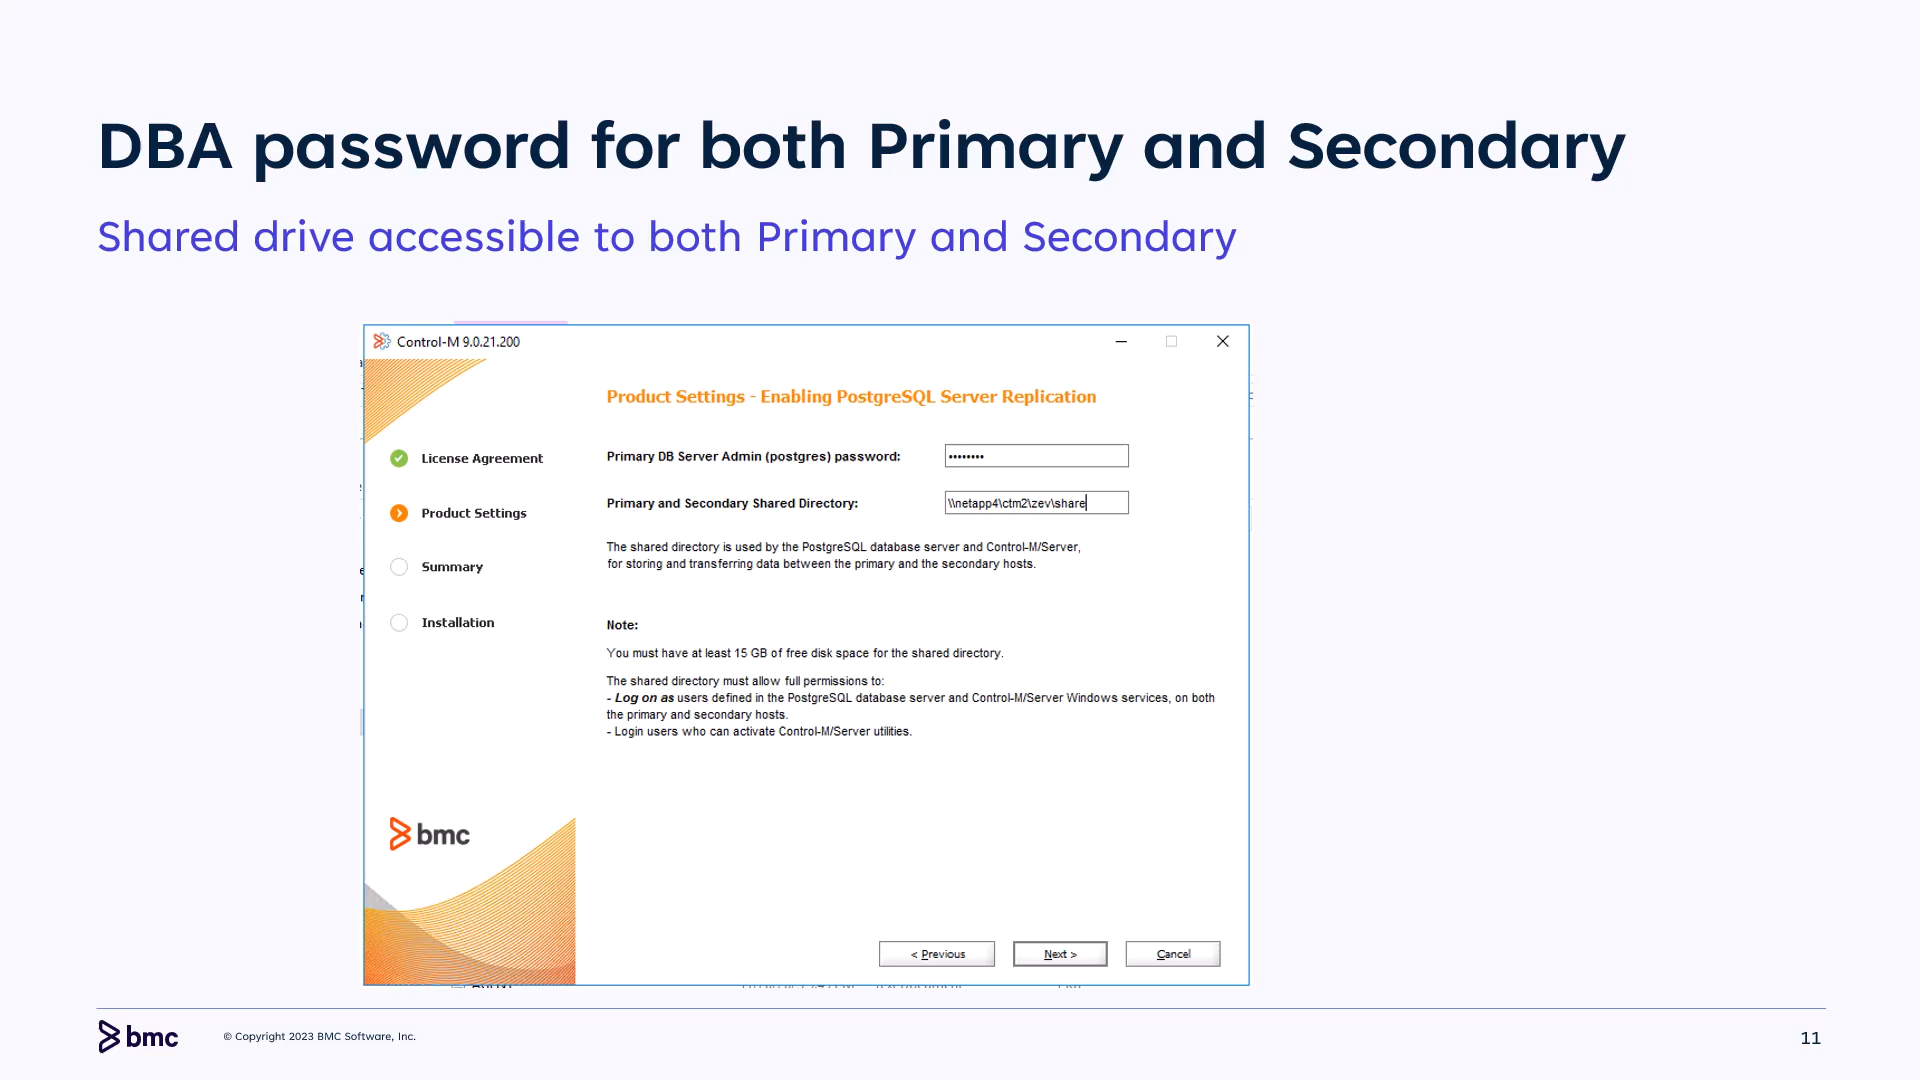 DBA password for both Primary and Secondary
Shared drive accessible to both Primary and Secondary
Control-M 9.0.21.200
Product Settings - Enabling PostgreSQL Server Replication
License Agreement
Product Settings
Summary
Installation
Primary DB Server Admin (postgres) password:
••••••••
Primary and Secondary Shared Directory:
\\netapp4\ctm2\zev\share
The shared directory is used by the PostgreSQL database server and Control-M/Server,
for storing and transferring data between the primary and the secondary hosts.
Note:
You must have at least 15 GB of free disk space for the shared directory.
The shared directory must allow full permissions to:
- Log on as users defined in the PostgreSQL database server and Control-M/Server Windows services, on both
the primary and secondary hosts.
- Login users who can activate Control-M/Server utilities.
bmc
< Previous
Next >
Cancel
bmc
© Copyright 2023 BMC Software, Inc.
11